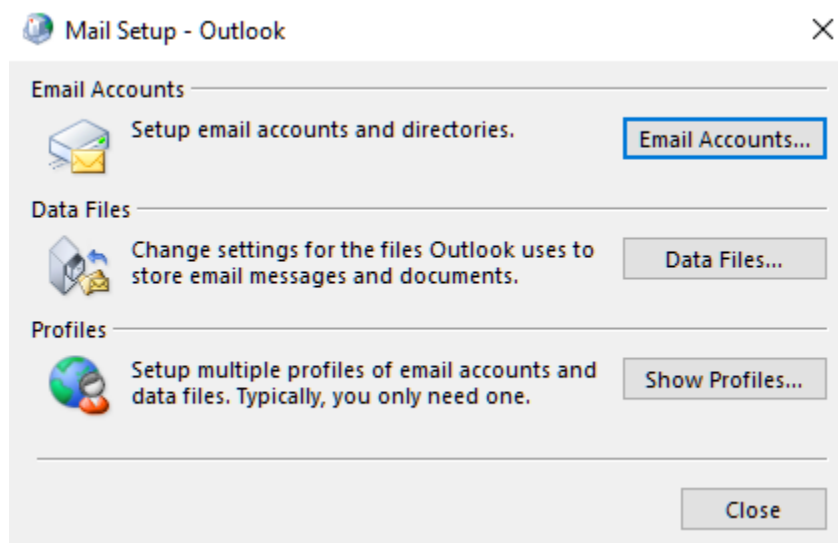 Mail Setup - Outlook
Email Accounts
Setup email accounts and directories.
Email Accounts...
Data Files
Change settings for the files Outlook uses to
store email messages and documents.
Data Files...
Profiles
Setup multiple profiles of email accounts and
data files. Typically, you only need one.
Show Profiles...
Close